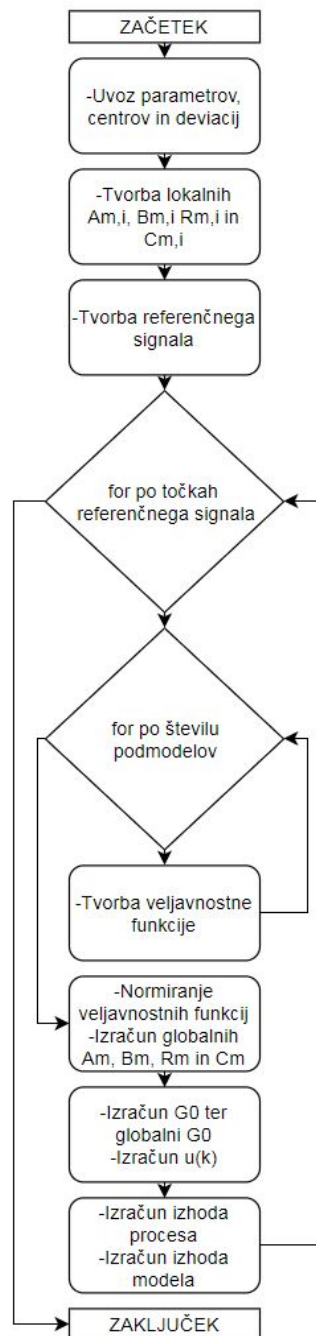 ZAČETEK
-Uvoz parametrov,
centrov in deviacij
-Tvorba lokalnih
Am,i, Bm,i Rm,i in
Cm,i
-Tvorba referenčnega
signala
for po točkah
referenčnega signala
for po številu
podmodelov
-Tvorba veljavnostne
funkcije
-Normiranje
veljavnostnih funkcij
-Izračun globalnih
Am, Bm, Rm in Cm
-Izračun G0 ter
globalni G0
-Izračun u(k)
-Izračun izhoda
procesa
-Izračun izhoda
modela
ZAKLJUČEK